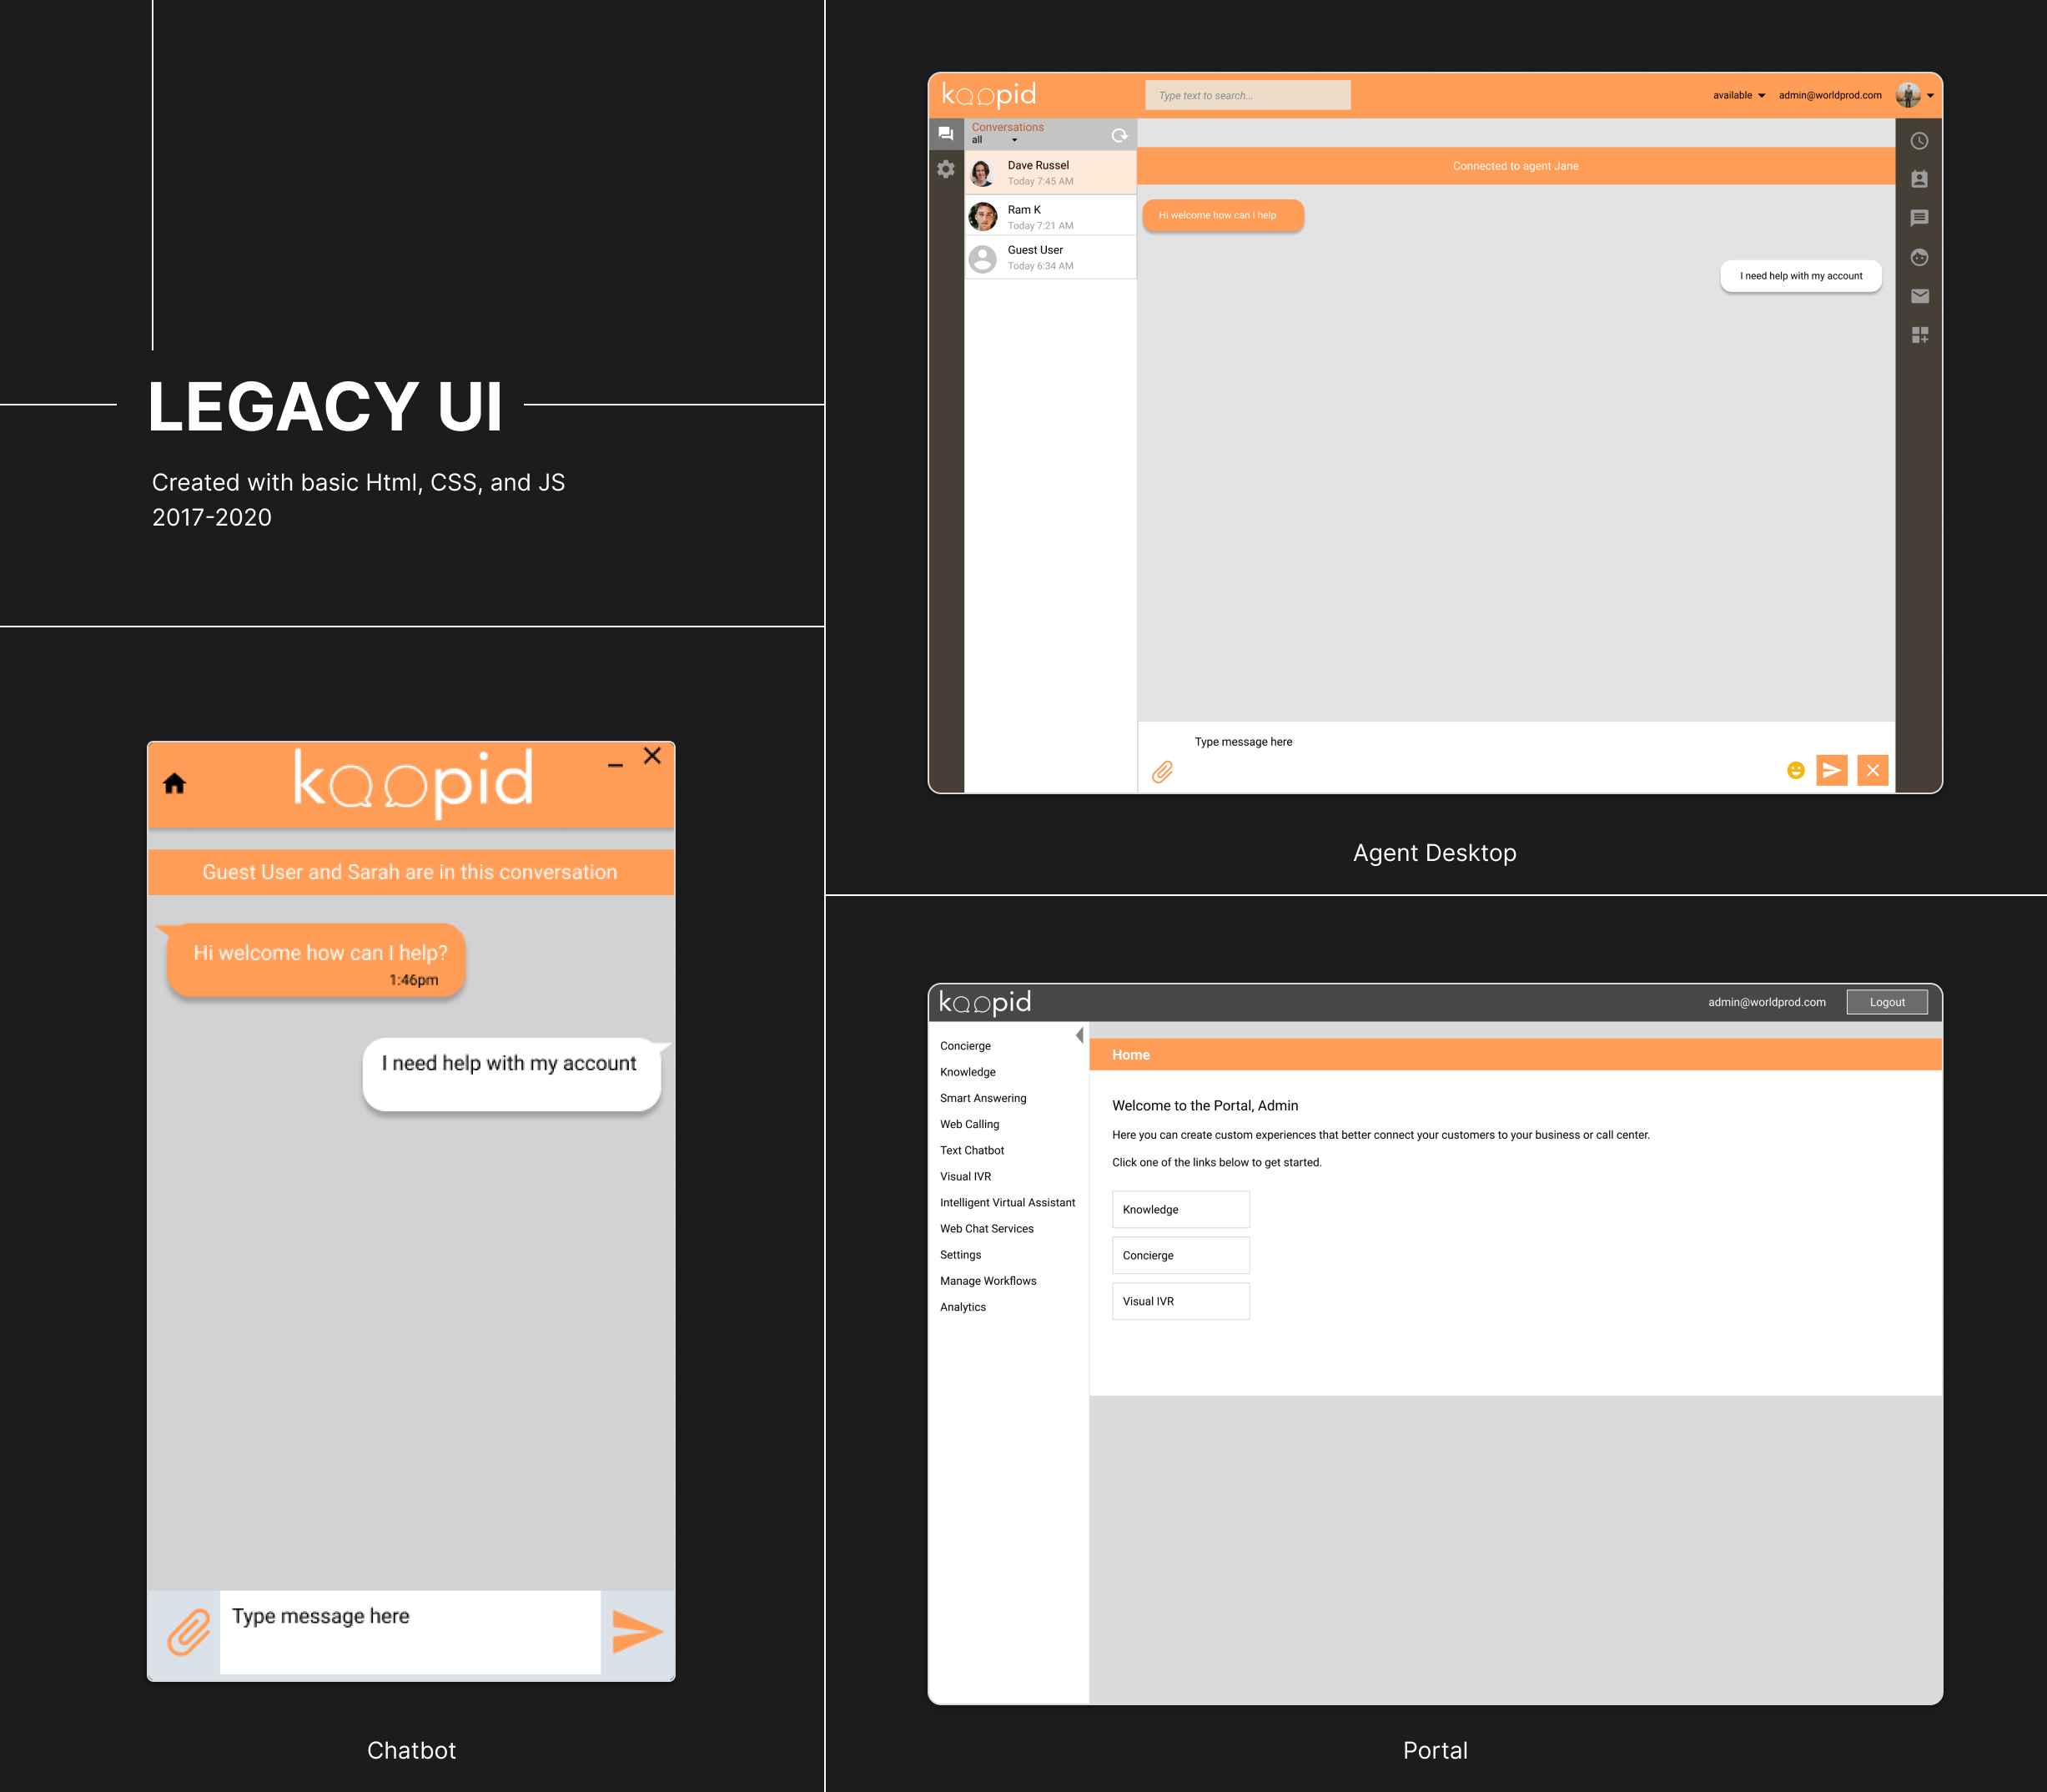 LEGACY UI
Created with basic Html, CSS, and JS
2017-2020
koopid
Type text to search...
available
admin@worldprod.com
Conversations
all
Dave Russel
Today 7:45 AM
Ram K
Today 7:21 AM
Guest User
Today 6:34 AM
Connected to agent Jane
Hi welcome how can I help
I need help with my account
Type message here
Agent Desktop
koopid
Guest User and Sarah are in this conversation
Hi welcome how can I help?
1:46pm
I need help with my account
Type message here
Chatbot
koopid
admin@worldprod.com
Logout
Concierge
Knowledge
Smart Answering
Web Calling
Text Chatbot
Visual IVR
Intelligent Virtual Assistant
Web Chat Services
Settings
Manage Workflows
Analytics
Home
Welcome to the Portal, Admin
Here you can create custom experiences that better connect your customers to your business or call center.
Click one of the links below to get started.
Knowledge
Concierge
Visual IVR
Portal